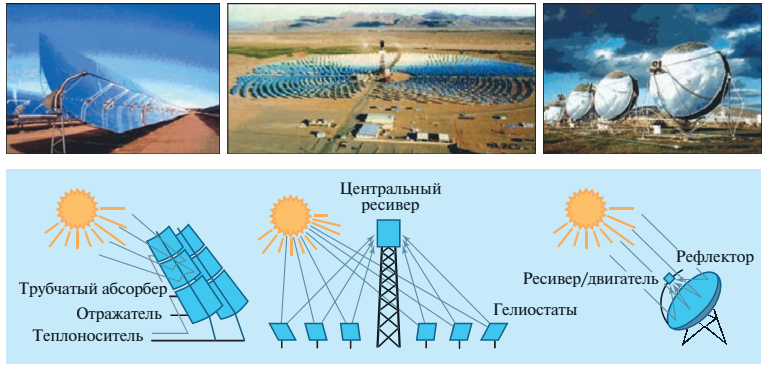 Центральный
ресивер
Трубчатый абсорбер
Отражатель
Теплоноситель
Гелиостаты
Рефлектор
Ресивер/двигатель